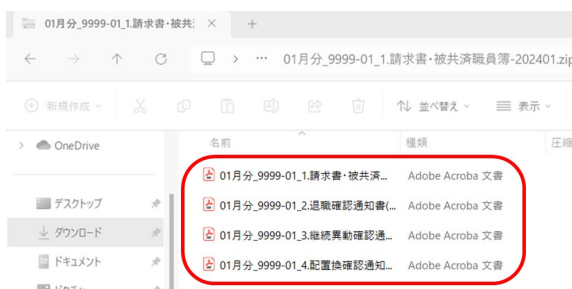 01月分_9999-01_1.請求書・被共
01月分_9999-01_1.請求書・被共済職員簿-202401.zip
新規作成
並べ替え
表示
OneDrive
デスクトップ
ダウンロード
ドキュメント
名前
種類
圧縮
01月分_9999-01_1.請求書・被共済...
Adobe Acroba 文書
01月分_9999-01_2.退職確認通知書(...
Adobe Acroba 文書
01月分_9999-01_3.継続異動確認通...
Adobe Acroba 文書
01月分_9999-01_4.配置換確認通知...
Adobe Acroba 文書